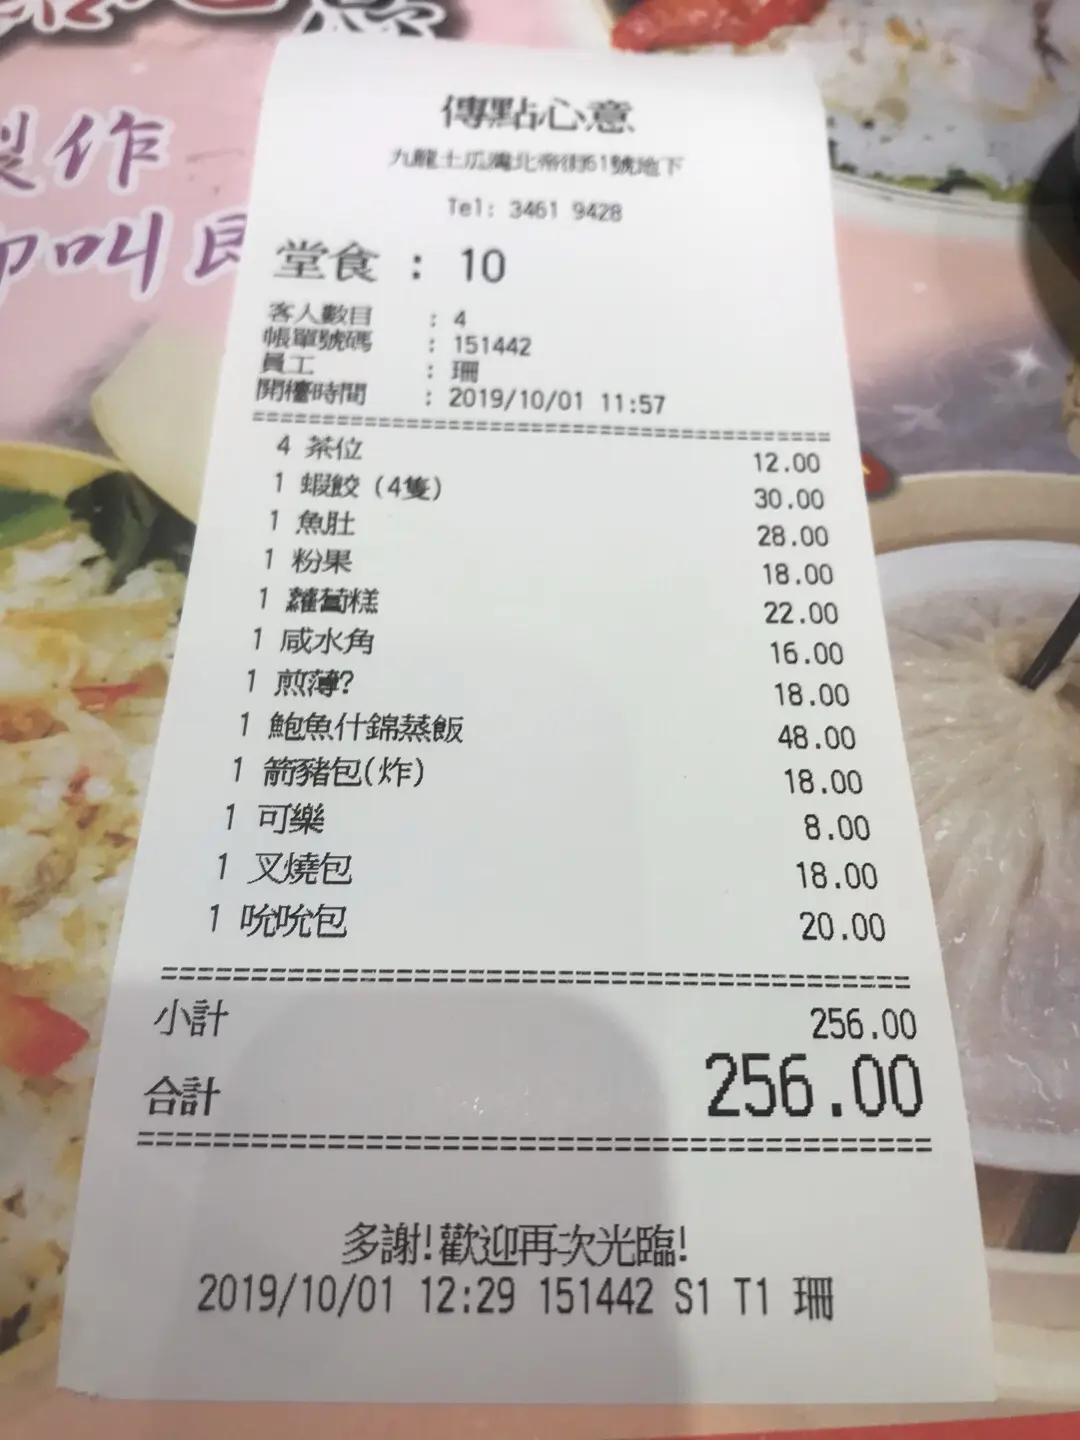 製作
即叫即
傳點心意
九龍土瓜灣北帝街61號地下
Tel: 3461 9428
堂食 : 10
客人數目 : 4
帳單號碼 : 151442
員工 : 珊
開檯時間 : 2019/10/01 11:57
4 茶位 12.00
1 蝦餃 (4隻) 30.00
1 魚肚 28.00
1 粉果 18.00
1 蘿蔔糕 22.00
1 咸水角 16.00
1 煎薄? 18.00
1 鮑魚什錦蒸飯 48.00
1 箭豬包(炸) 18.00
1 可樂 8.00
1 叉燒包 18.00
1 吮吮包 20.00
小計 256.00
合計 256.00
多謝!歡迎再次光臨!
2019/10/01 12:29 151442 S1 T1 珊